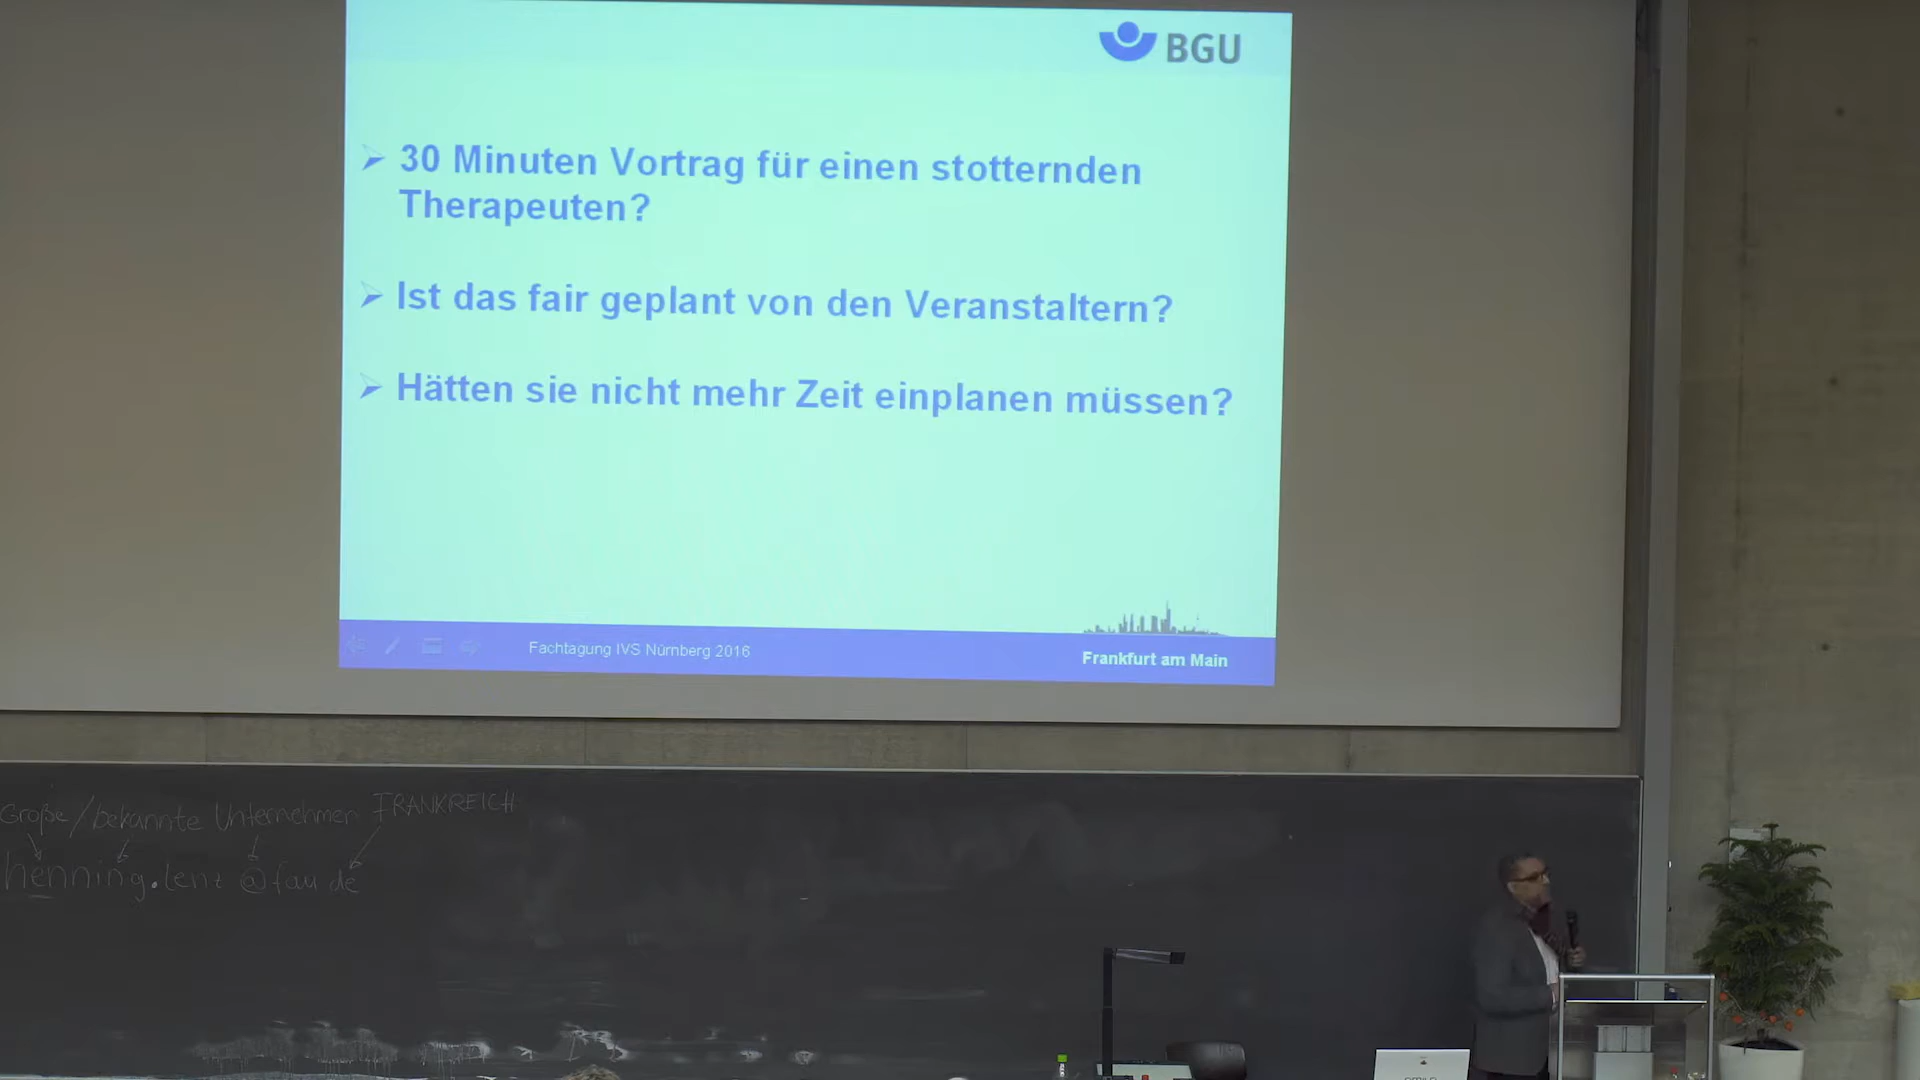 BGU
30 Minuten Vortrag für einen stotternden
Therapeuten?
Ist das fair geplant von den Veranstaltern?
Hätten sie nicht mehr Zeit einplanen müssen?
Fachtagung IVS Nürnberg 2016
Frankfurt am Main
Große/bekannte Unternehmen FRANKREICH
henning.lenz @fau de